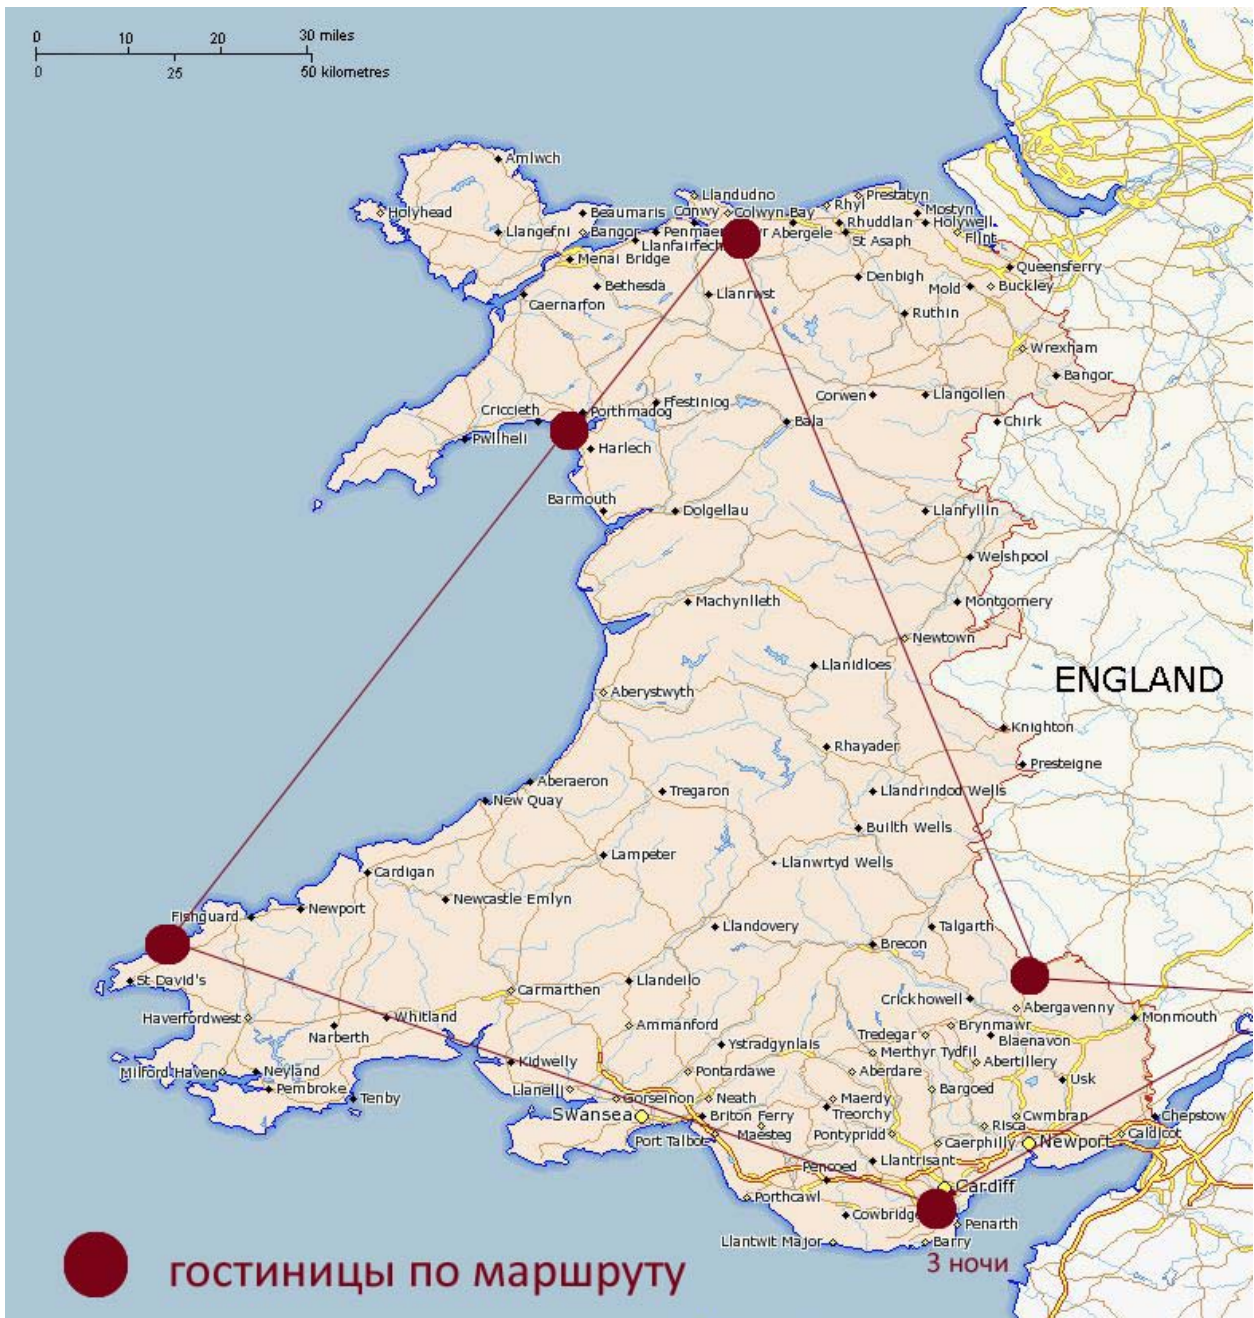 0 10 20 30 miles
0 25 50 kilometres
Amlwch
Llandudno
Prestatyn
Holyhead
Beaumaris
Conwy
Colwyn Bay
Rhyl
Mostyn
Llangefni
Bangor
Abergele
Rhuddlan
Holywell
Llanfairfech
St Asaph
Flint
Menai Bridge
Queensferry
Bethesda
Denbigh
Mold
Buckley
Caernarfon
Llanrwst
Ruthin
Wrexham
Bangor
Criccieth
Porthmadog
Ffestiniog
Corwen
Llangollen
Pwllheli
Harlech
Bala
Chirk
Barmouth
Dolgellau
Llanfyllin
Welshpool
Machynlleth
Montgomery
Newtown
Llanidloes
ENGLAND
Aberystwyth
Knighton
Rhayader
Presteigne
Aberaeron
New Quay
Tregaron
Llandrindod Wells
Builth Wells
Lampeter
Llanwrtyd Wells
Cardigan
Newcastle Emlyn
Newport
Fishguard
Llandovery
Talgarth
Brecon
St David's
Llandeilo
Carmarthen
Crickhowell
Abergavenny
Haverfordwest
Whitland
Monmouth
Narberth
Ammanford
Tredegar
Brynmawr
Blaenavon
Ystradgynlais
Merthyr Tydfil
Abertillery
Milford Haven
Neyland
Kidwelly
Pontardawe
Aberdare
Usk
Pembroke
Llanelli
Bargoed
Tenby
Gorseinon
Neath
Maerdy
Treorchy
Swansea
Briton Ferry
Cwmbran
Chepstow
Port Talbot
Maesteg
Pontypridd
Risca
Caerphilly
Newport
Caldicot
Llantrisant
Pencoed
Cardiff
Porthcawl
Cowbridge
Penarth
Llantwit Major
Barry
3 ночи
гостиницы по маршруту